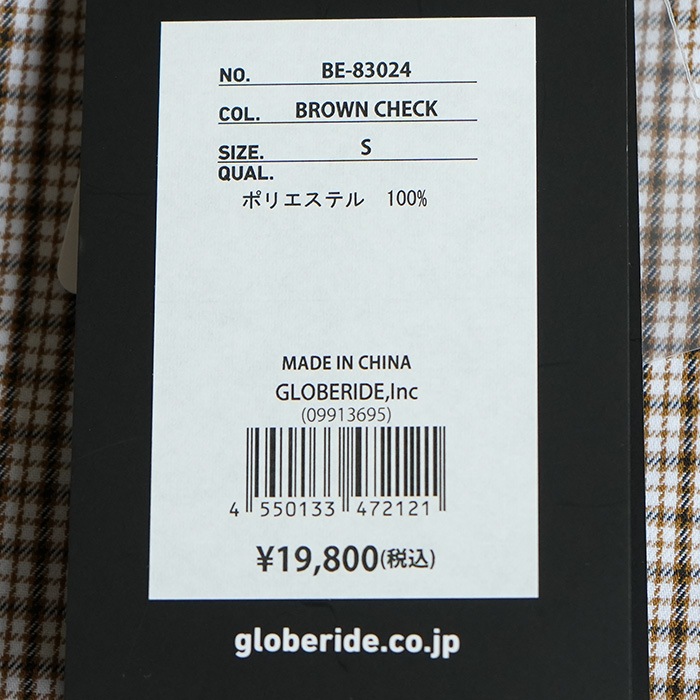 NO. BE-83024
COL. BROWN CHECK
SIZE. S
QUAL.
ポリエステル 100%
MADE IN CHINA
GLOBERIDE,Inc
(09913695)
4 550133 472121
¥19,800(税込)
globeride.co.jp